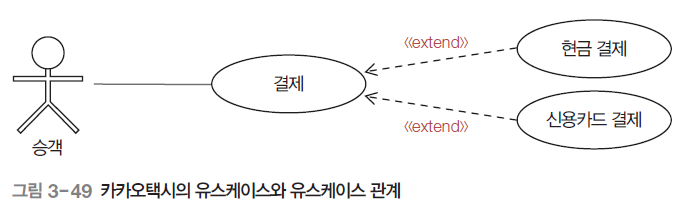 《extend》
현금 결제
결제
신용카드 결제
《extend》
승객
그림 3-49 카카오택시의 유스케이스와 유스케이스 관계